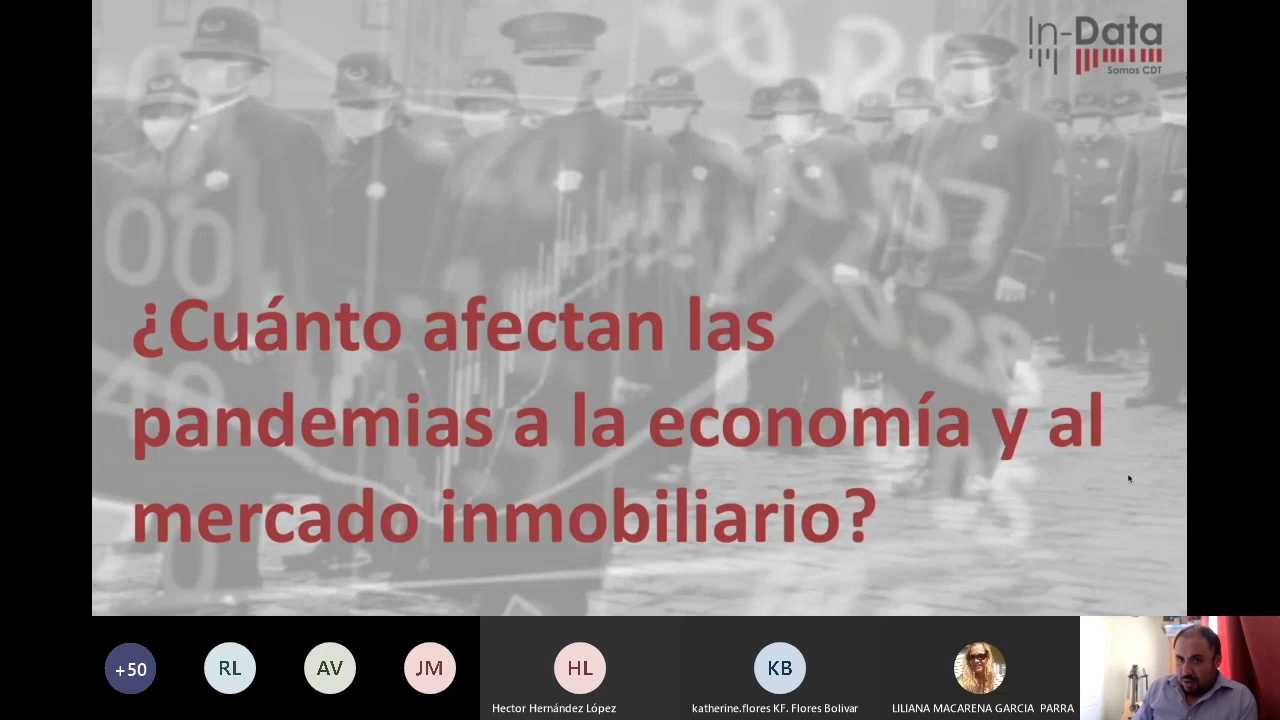 In-Data
Somos CDT
¿Cuánto afectan las
pandemias a la economía y al
mercado inmobiliario?
+50
RL
AV
JM
HL
KB
Hector Hernández López
katherine.flores KF. Flores Bolivar
LILIANA MACARENA GARCIA PARRA